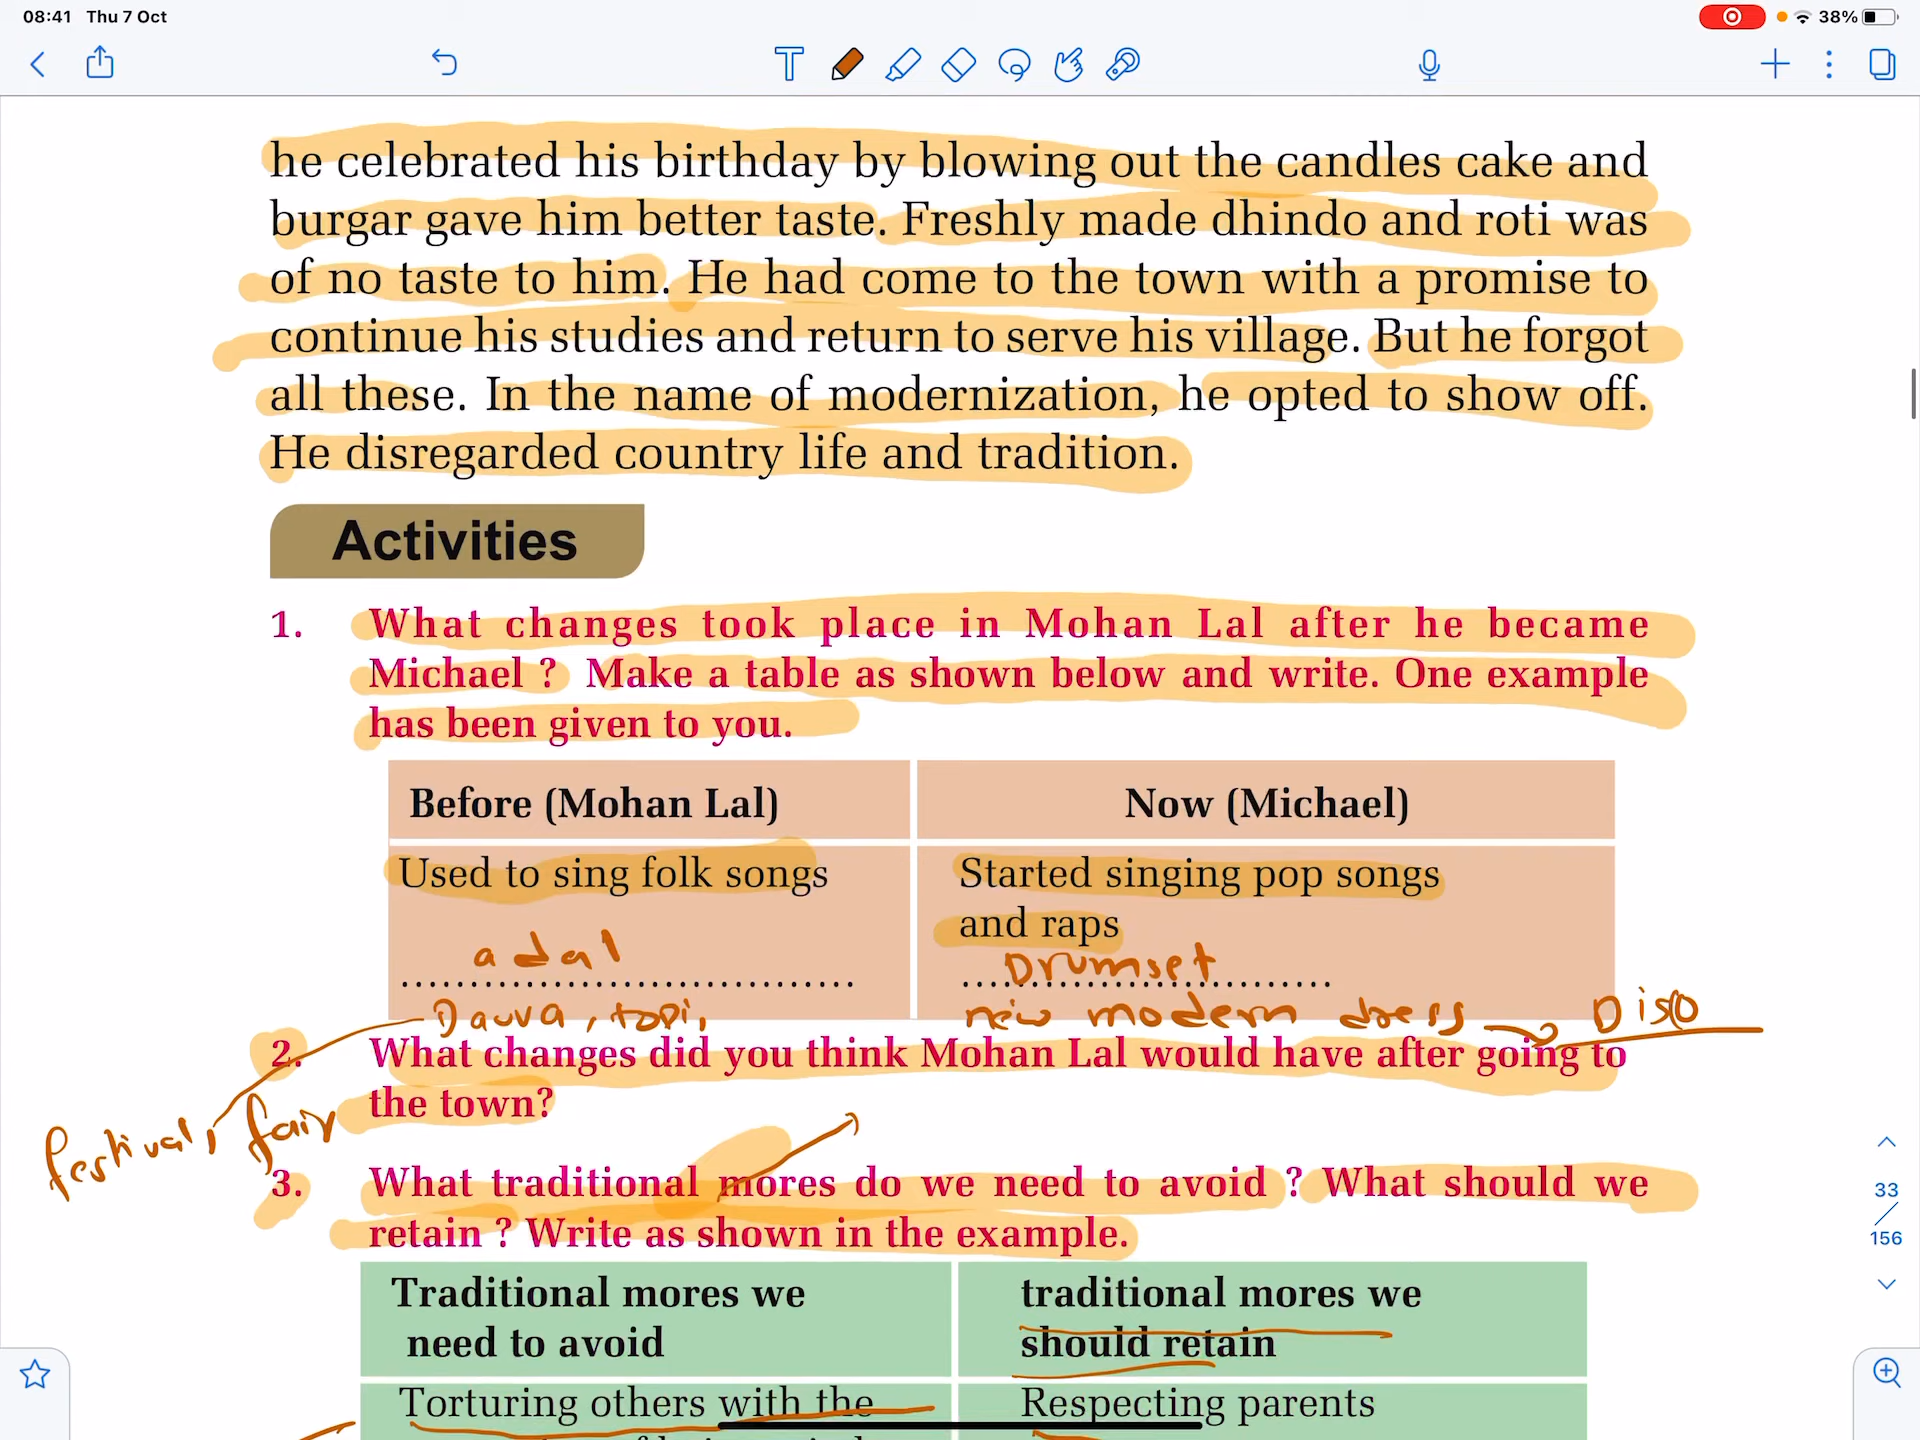 08:41 Thu 7 Oct
38%
he celebrated his birthday by blowing out the candles cake and
burgar gave him better taste. Freshly made dhindo and roti was
of no taste to him. He had come to the town with a promise to
continue his studies and return to serve his village. But he forgot
all these. In the name of modernization, he opted to show off.
He disregarded country life and tradition.
Activities
1. What changes took place in Mohan Lal after he became
Michael ? Make a table as shown below and write. One example
has been given to you.
Before (Mohan Lal) Now (Michael)
Used to sing folk songs Started singing pop songs
and raps
Drumset
Dauva, topi, new modern dress Disco
2. What changes did you think Mohan Lal would have after going to
the town?
festival, fair
3. What traditional mores do we need to avoid ? What should we
retain ? Write as shown in the example.
Traditional mores we traditional mores we
need to avoid should retain
Torturing others with the Respecting parents
33
156